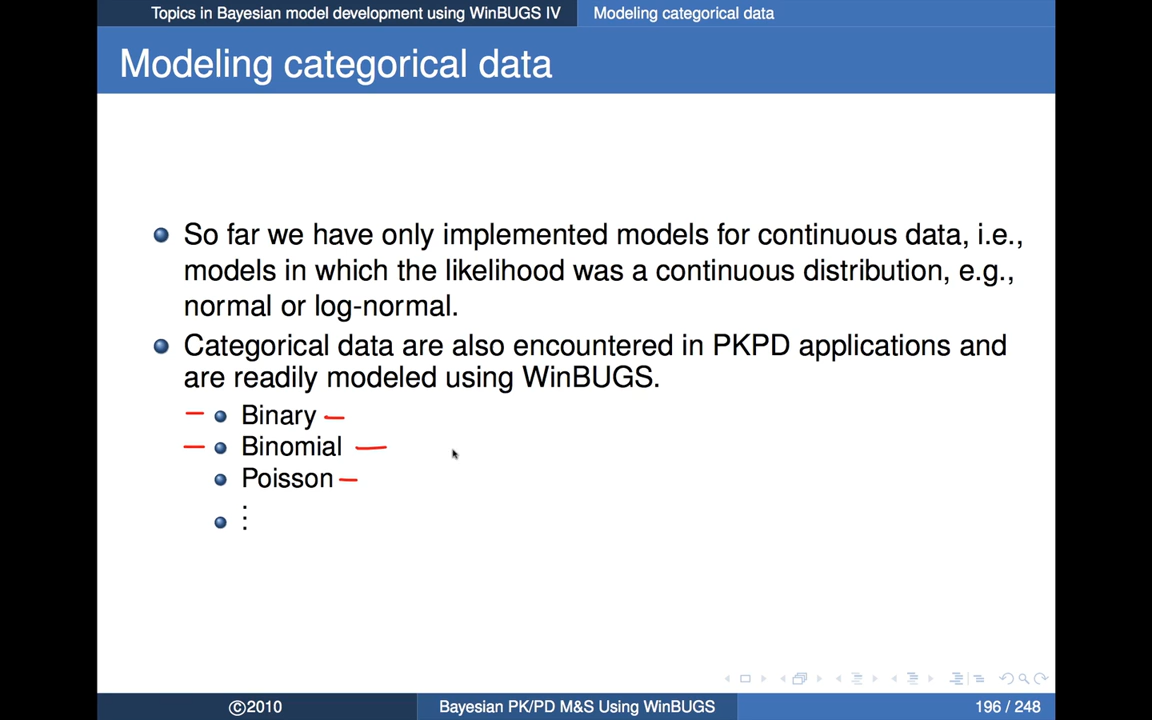 Topics in Bayesian model development using WinBUGS IV Modeling categorical data
Modeling categorical data
So far we have only implemented models for continuous data, i.e.,
models in which the likelihood was a continuous distribution, e.g.,
normal or log-normal.
Categorical data are also encountered in PKPD applications and
are readily modeled using WinBUGS.
Binary
Binomial
Poisson
⋮
©2010 Bayesian PK/PD M&S Using WinBUGS 196 / 248